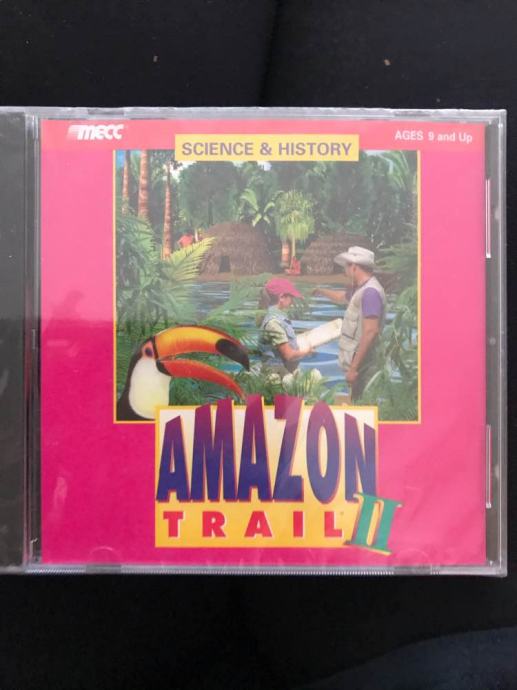 mecc
AGES 9 and Up
SCIENCE & HISTORY
AMAZON
TRAIL II